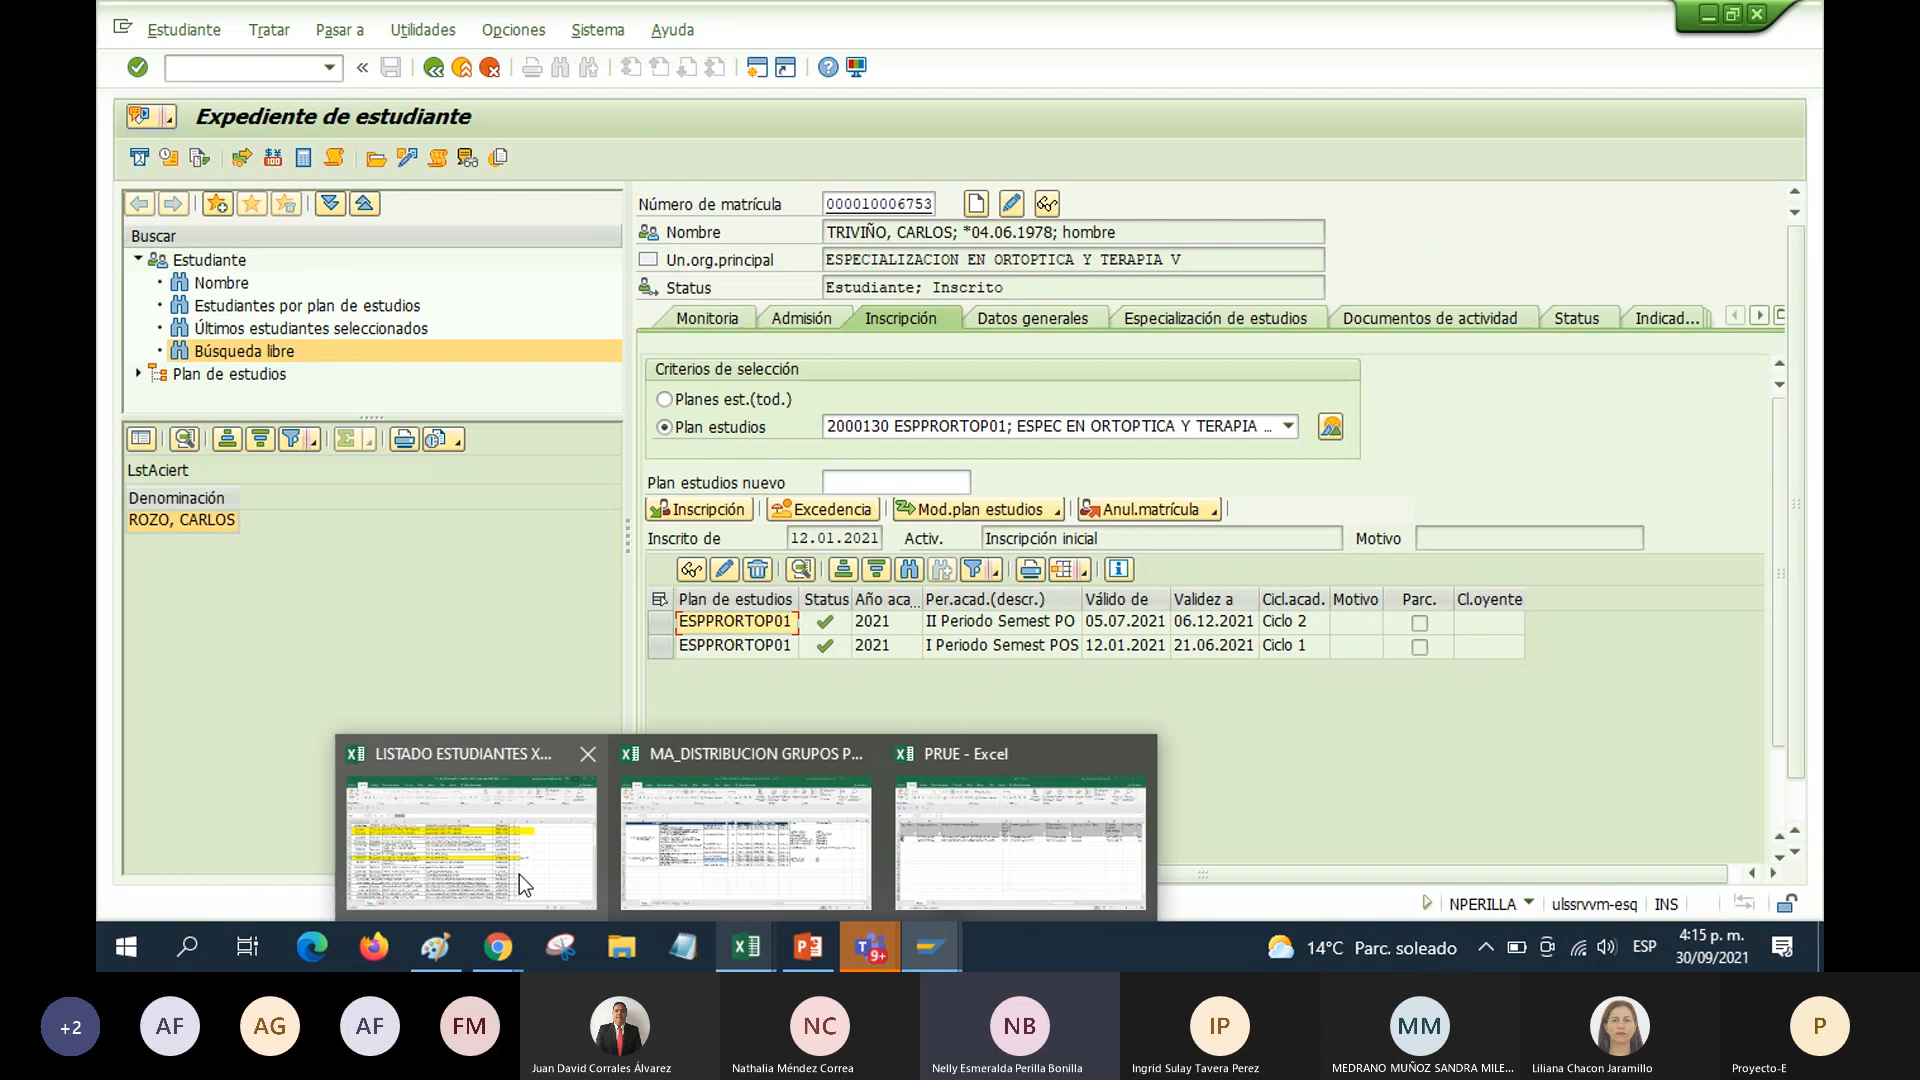 Estudiante Tratar Pasar a Utilidades Opciones Sistema Ayuda
Expediente de estudiante
Buscar
Estudiante
Nombre
Estudiantes por plan de estudios
Últimos estudiantes seleccionados
Búsqueda libre
Plan de estudios
LstAciert
Denominación
ROZO, CARLOS
Número de matrícula 000010006753
Nombre TRIVIÑO, CARLOS; *04.06.1978; hombre
Un.org.principal ESPECIALIZACION EN ORTOPTICA Y TERAPIA V
Status Estudiante; Inscrito
Monitoria Admisión Inscripción Datos generales Especialización de estudios Documentos de actividad Status Indicad...
Criterios de selección
Planes est.(tod.)
Plan estudios 2000130 ESPPRORTOP01; ESPEC EN ORTOPTICA Y TERAPIA ...
Plan estudios nuevo
Inscripción Excedencia Mod.plan estudios Anul.matrícula
Inscrito de 12.01.2021 Activ. Inscripción inicial Motivo
Plan de estudios Status Año aca... Per.acad.(descr.) Válido de Validez a Cicl.acad. Motivo Parc. Cl.oyente
ESPPRORTOP01 2021 II Periodo Semest PO 05.07.2021 06.12.2021 Ciclo 2
ESPPRORTOP01 2021 I Periodo Semest POS 12.01.2021 21.06.2021 Ciclo 1
LISTADO ESTUDIANTES X... MA_DISTRIBUCION GRUPOS P... PRUE - Excel
NPERILLA ulssrvvm-esq INS
9+
14°C Parc. soleado ESP 4:15 p. m.
30/09/2021
+2 AF AG AF FM NC NB IP MM P
Juan David Corrales Álvarez Nathalia Méndez Correa Nelly Esmeralda Perilla Bonilla Ingrid Sulay Tavera Perez MEDRANO MUÑOZ SANDRA MILE... Liliana Chacon Jaramillo Proyecto-E